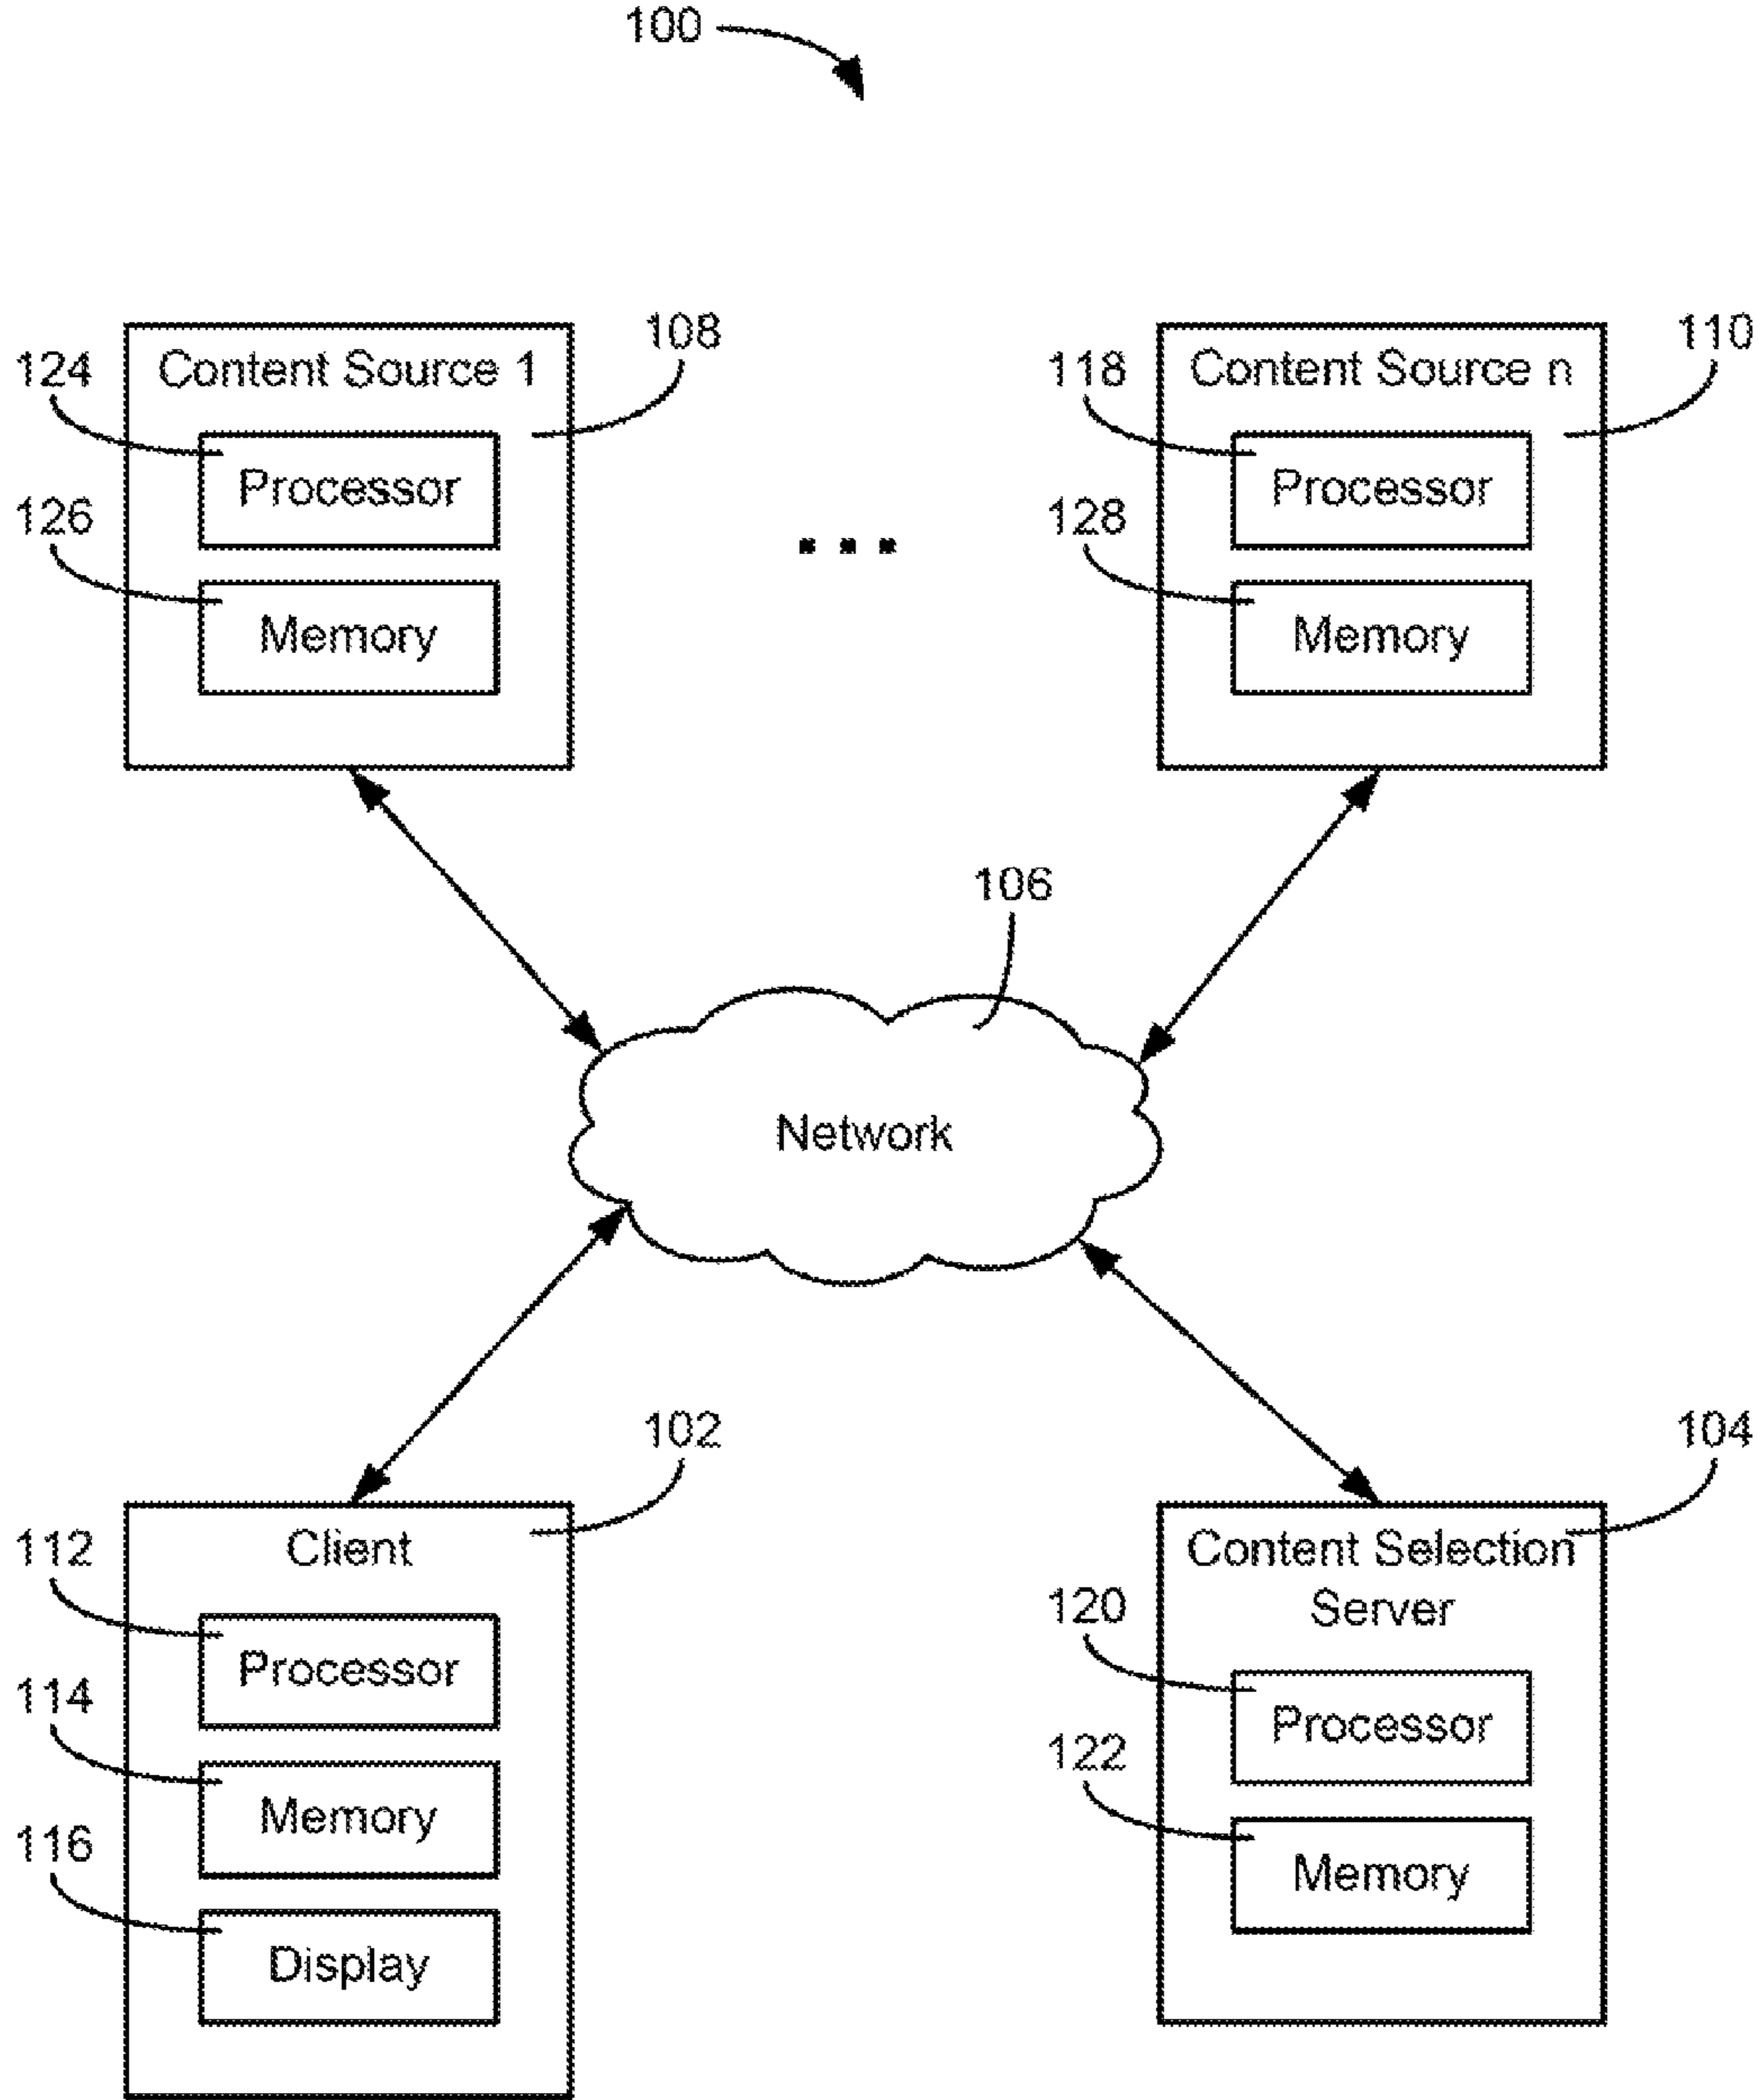 100
108
110
124
Content Source 1
118
Content Source n
Processor
Processor
126
128
...
Memory
Memory
106
Network
102
104
112
Client
Content Selection
Server
120
Processor
Processor
114
122
Memory
Memory
116
Display